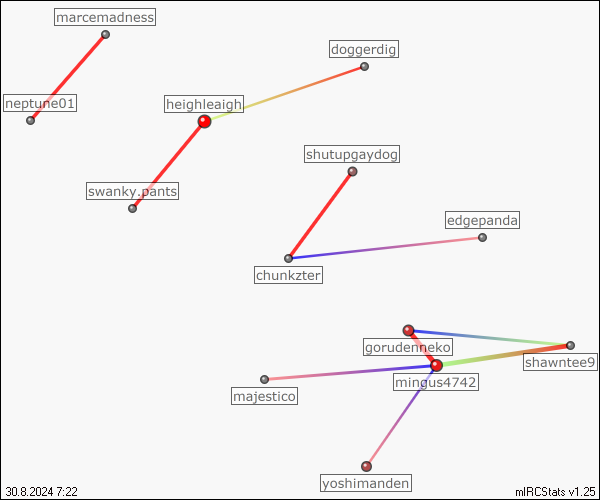 marcemadness
doggerdig
neptune01
heighleaigh
shutupgaydog
swanky.pants
edgepanda
chunkzter
gorudenneko
shawntee9
mingus4742
majestico
yoshimanden
30.8.2024 7:22
mIRCStats v1.25